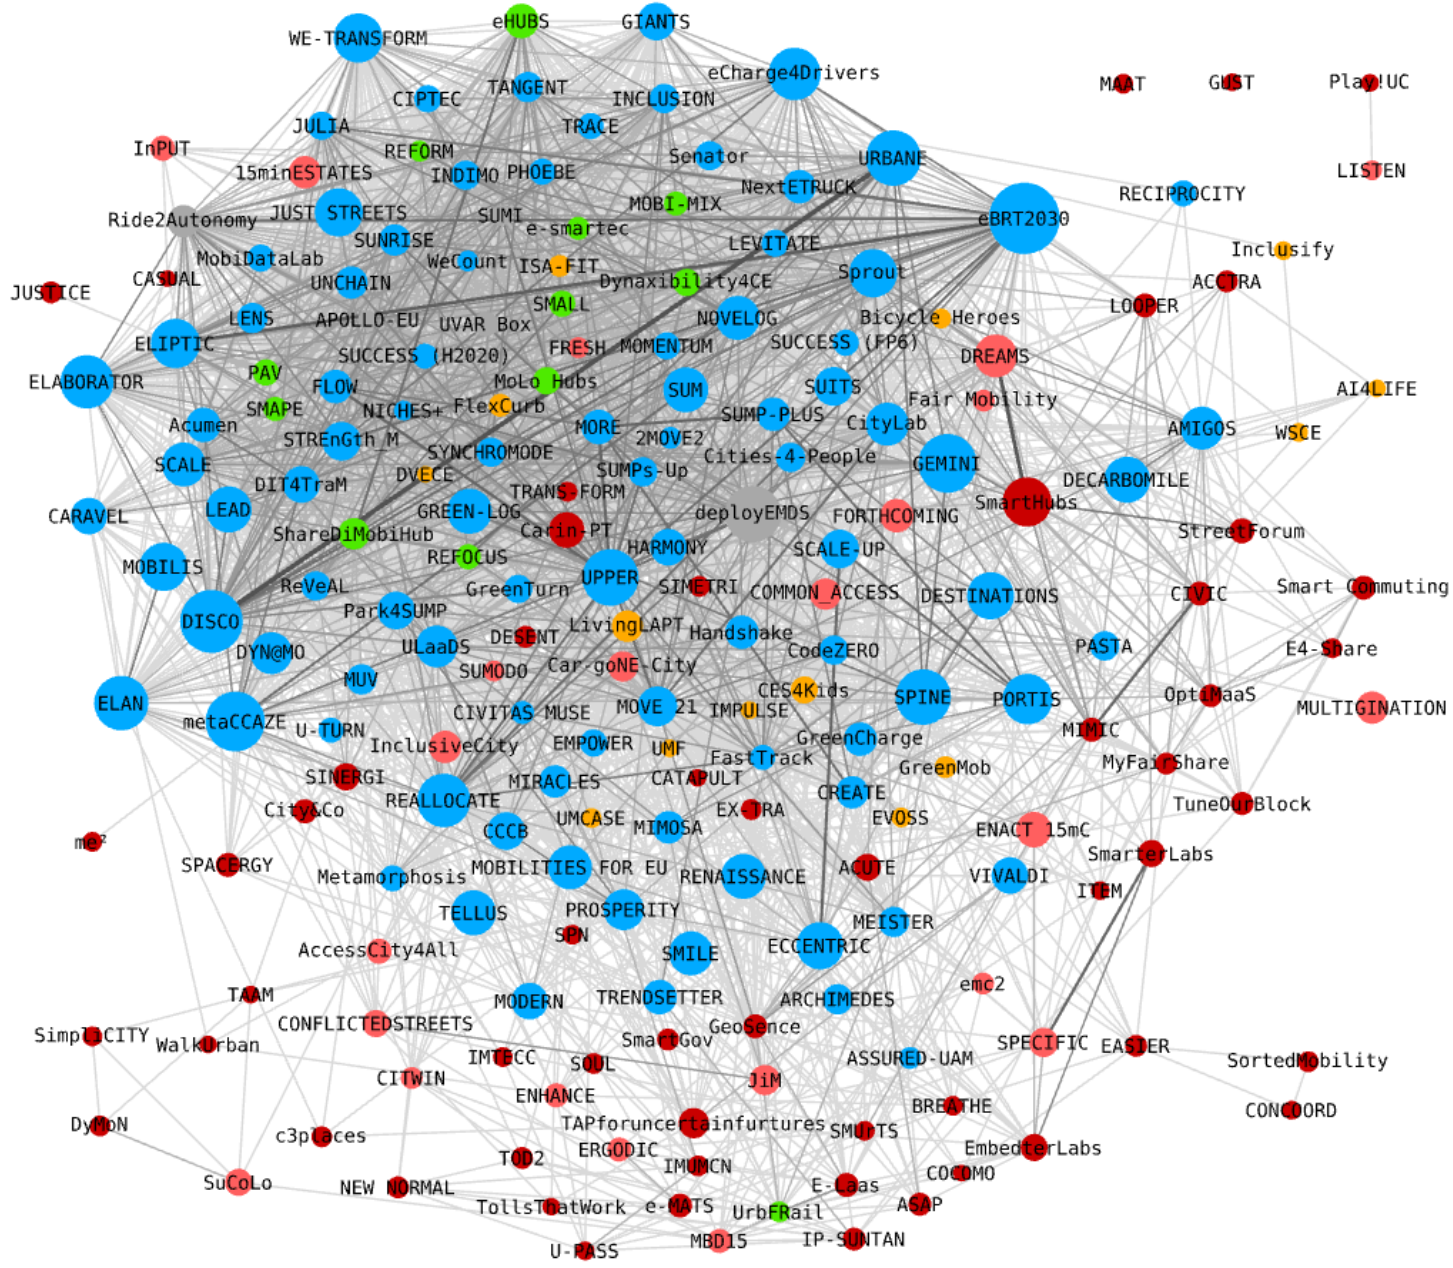 eHUBS
GIANTS
WE-TRANSFORM
eCharge4Drivers
MAAT
GUST
Play!UC
TANGENT
CIPTEC
INCLUSION
JULIA
TRACE
InPUT
REFORM
Senator
URBANE
15minESTATES
INDIMO
PHOEBE
LISTEN
NextETRUCK
RECIPROCITY
MOBI-MIX
JUST STREETS
Ride2Autonomy
SUMI
eBRT2030
e-smartec
SUNRISE
LEVITATE
Inclusify
MobiDataLab
WeCount
ISA-FIT
Sprout
CASUAL
UNCHAIN
Dynaxibility4CE
ACCTRA
JUSTICE
SMALL
LOOPER
LENS
APOLLO-EU
UVAR Box
NOVELOG
Bicycle Heroes
ELIPTIC
FRESH
MOMENTUM
SUCCESS (FP6)
SUCCESS (H2020)
DREAMS
PAV
ELABORATOR
FLOW
MoLo Hubs
SUM
SUITS
AI4LIFE
SMAPE
NICHES+
FlexCurb
Fair Mobility
Acumen
MORE
SUMP-PLUS
CityLab
AMIGOS
WSCE
STREnGth_M
2MOVE2
SYNCHROMODE
Cities-4-People
SCALE
DVECE
SUMPs-Up
GEMINI
DIT4TraM
DECARBOMILE
TRANS-FORM
SmartHubs
CARAVEL
LEAD
GREEN-LOG
deployEMDS
FORTHCOMING
ShareDiMobiHub
Carin-PT
StreetForum
HARMONY
SCALE-UP
REFOCUS
MOBILIS
UPPER
ReVeAL
GreenTurn
SIMETRI
COMMON_ACCESS
DESTINATIONS
CIVIC
Smart Commuting
Park4SUMP
DISCO
LivingLAPT
Handshake
DESENT
ULaaDS
CodeZERO
PASTA
E4-Share
DYN@MO
SUMODO
Car-goNE-City
MUV
CES4Kids
SPINE
PORTIS
OptiMaaS
ELAN
CIVITAS MUSE
MOVE 21
IMPULSE
MULTIGINATION
metaCCAZE
U-TURN
MIMIC
InclusiveCity
EMPOWER
UMF
GreenCharge
FastTrack
MyFairShare
SINERGI
MIRACLES
CATAPULT
GreenMob
REALLOCATE
CREATE
City&Co
TuneOurBlock
EX-TRA
UMCASE
EVOSS
CCCB
MIMOSA
ENACT 15mC
me²
SmarterLabs
SPACERGY
MOBILITIES FOR EU
ACUTE
Metamorphosis
RENAISSANCE
VIVALDI
ITEM
TELLUS
PROSPERITY
MEISTER
SPN
ECCENTRIC
AccessCity4All
SMILE
emc2
TAAM
MODERN
TRENDSETTER
ARCHIMEDES
CONFLICTEDSTREETS
GeoSence
SimpliCITY
WalkUrban
SmartGov
SPECIFIC
EASIER
IMTECC
SOUL
ASSURED-UAM
SortedMobility
CITWIN
JiM
ENHANCE
BREATHE
CONCOORD
DyMoN
TAPforuncertainfurtures
c3places
SMUrTS
ERGODIC
EmbedterLabs
TOD2
IMUMCN
COCOMO
SuCoLo
NEW NORMAL
E-Laas
TollsThatWork
e-MATS
UrbFRail
ASAP
MBD15
IP-SUNTAN
U-PASS